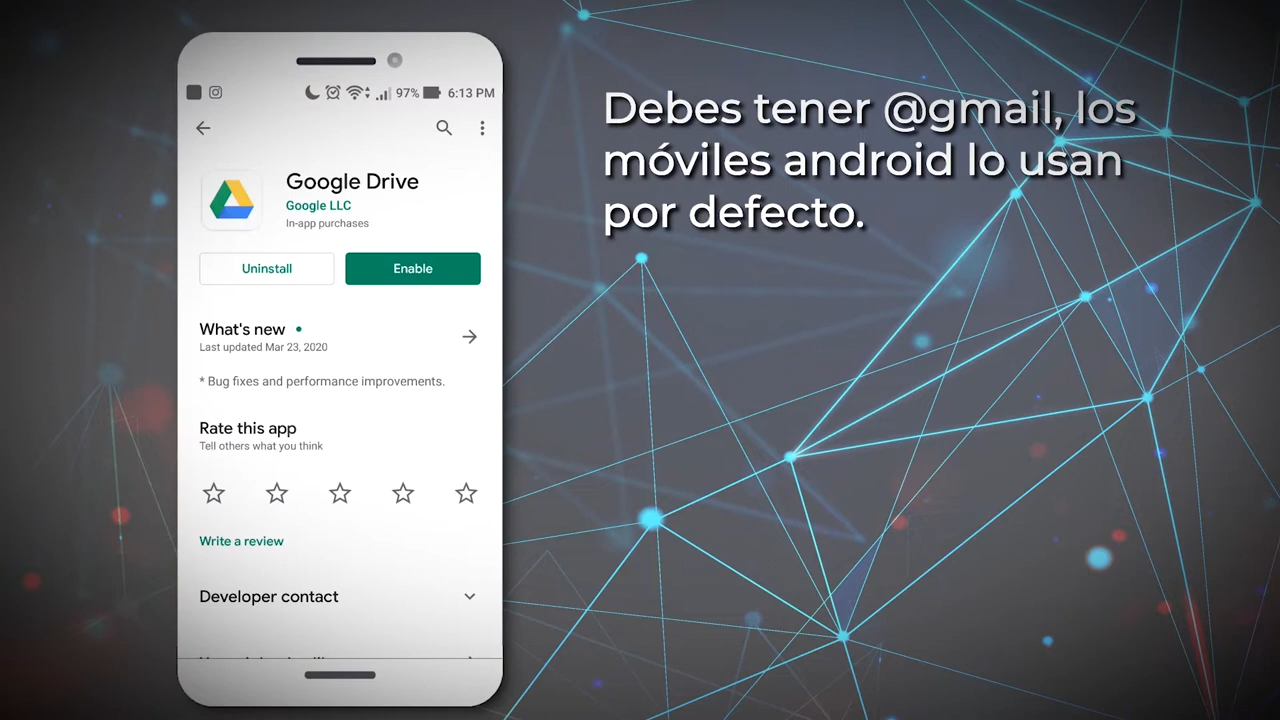 97% 6:13 PM
Google Drive
Google LLC
In-app purchases
Uninstall Enable
What's new
Last updated Mar 23, 2020
* Bug fixes and performance improvements.
Rate this app
Tell others what you think
Write a review
Developer contact
Debes tener @gmail, los
móviles android lo usan
por defecto.